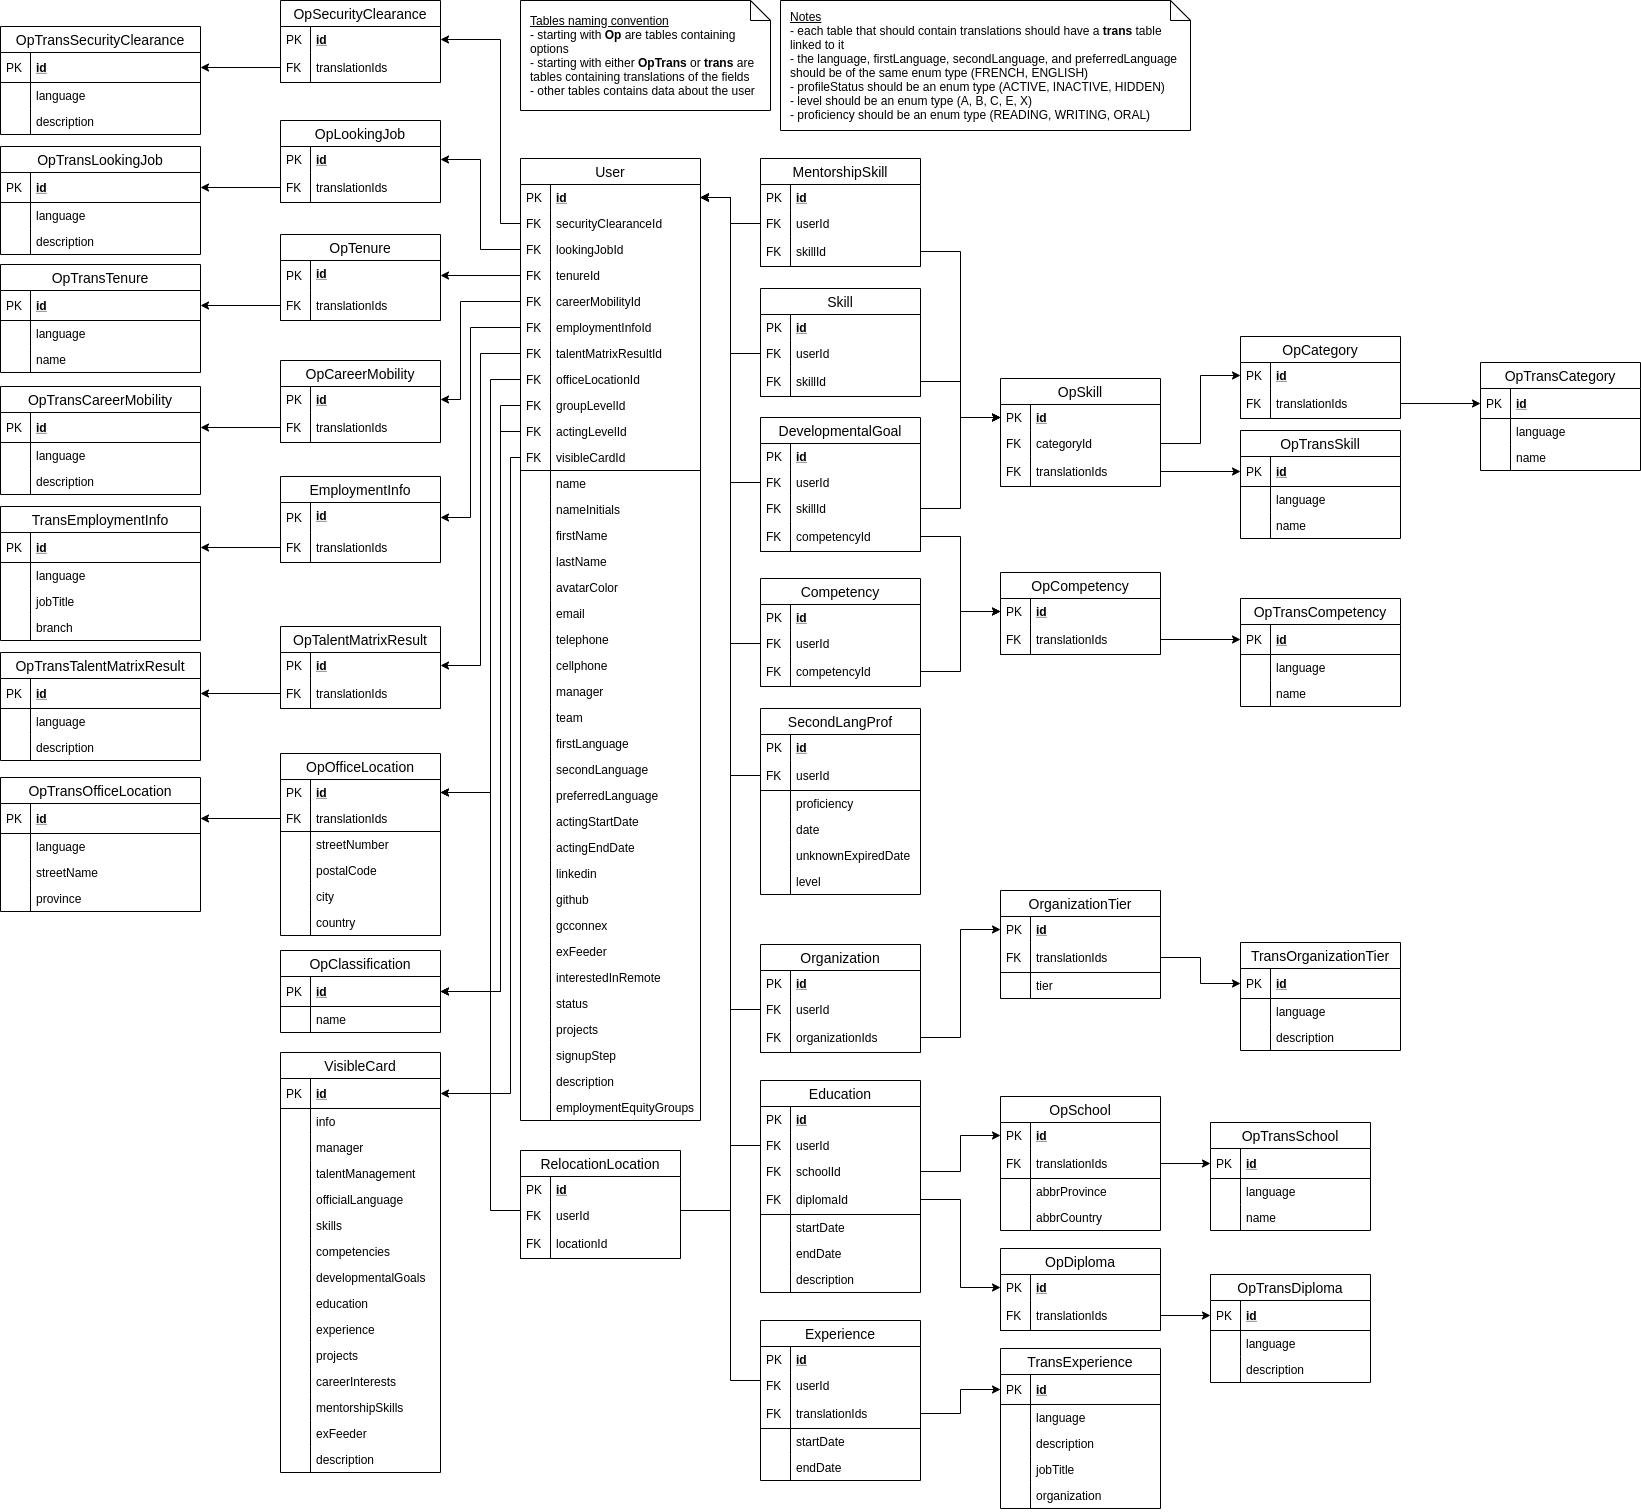 Tables naming convention
- starting with Op are tables containing
options
- starting with either OpTrans or trans are
tables containing translations of the fields
- other tables contains data about the user
Notes
- each table that should contain translations should have a trans table
linked to it
- the language, firstLanguage, secondLanguage, and preferredLanguage
should be of the same enum type (FRENCH, ENGLISH)
- profileStatus should be an enum type (ACTIVE, INACTIVE, HIDDEN)
- level should be an enum type (A, B, C, E, X)
- proficiency should be an enum type (READING, WRITING, ORAL)
OpTransSecurityClearance
PK id
language
description
OpTransLookingJob
PK id
language
description
OpTransTenure
PK id
language
name
OpTransCareerMobility
PK id
language
description
TransEmploymentInfo
PK id
language
jobTitle
branch
OpTransTalentMatrixResult
PK id
language
description
OpTransOfficeLocation
PK id
language
streetName
province
OpSecurityClearance
PK id
FK translationIds
OpLookingJob
PK id
FK translationIds
OpTenure
PK id
FK translationIds
OpCareerMobility
PK id
FK translationIds
EmploymentInfo
PK id
FK translationIds
OpTalentMatrixResult
PK id
FK translationIds
OpOfficeLocation
PK id
FK translationIds
streetNumber
postalCode
city
country
OpClassification
PK id
name
VisibleCard
PK id
info
manager
talentManagement
officialLanguage
skills
competencies
developmentalGoals
education
experience
projects
careerInterests
mentorshipSkills
exFeeder
description
User
PK id
FK securityClearanceId
FK lookingJobId
FK tenureId
FK careerMobilityId
FK employmentInfoId
FK talentMatrixResultId
FK officeLocationId
FK groupLevelId
FK actingLevelId
FK visibleCardId
name
nameInitials
firstName
lastName
avatarColor
email
telephone
cellphone
manager
team
firstLanguage
secondLanguage
preferredLanguage
actingStartDate
actingEndDate
linkedin
github
gcconnex
exFeeder
interestedInRemote
status
projects
signupStep
description
employmentEquityGroups
RelocationLocation
PK id
FK userId
FK locationId
MentorshipSkill
PK id
FK userId
FK skillId
Skill
PK id
FK userId
FK skillId
DevelopmentalGoal
PK id
FK userId
FK skillId
FK competencyId
Competency
PK id
FK userId
FK competencyId
SecondLangProf
PK id
FK userId
proficiency
date
unknownExpiredDate
level
Organization
PK id
FK userId
FK organizationIds
Education
PK id
FK userId
FK schoolId
FK diplomaId
startDate
endDate
description
Experience
PK id
FK userId
FK translationIds
startDate
endDate
OpSkill
PK id
FK categoryId
FK translationIds
OpCompetency
PK id
FK translationIds
OrganizationTier
PK id
FK translationIds
tier
OpSchool
PK id
FK translationIds
abbrProvince
abbrCountry
OpDiploma
PK id
FK translationIds
TransExperience
PK id
language
description
jobTitle
organization
OpCategory
PK id
FK translationIds
OpTransSkill
PK id
language
name
OpTransCompetency
PK id
language
name
TransOrganizationTier
PK id
language
description
OpTransSchool
PK id
language
name
OpTransDiploma
PK id
language
description
OpTransCategory
PK id
language
name